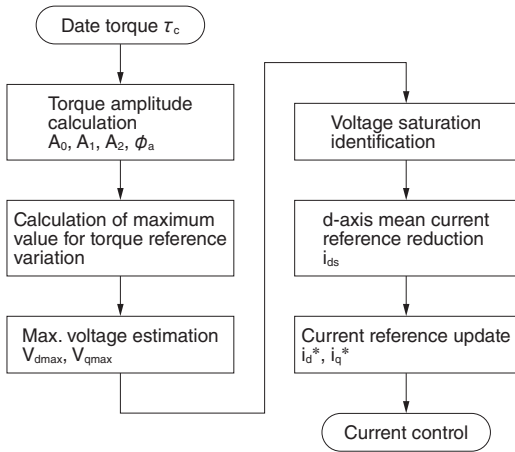 Date torque τc
Torque amplitude
calculation
A0, A1, A2, ϕa
Calculation of maximum
value for torque reference
variation
Max. voltage estimation
Vdmax, Vqmax
Voltage saturation
identification
d-axis mean current
reference reduction
ids
Current reference update
id*, iq*
Current control